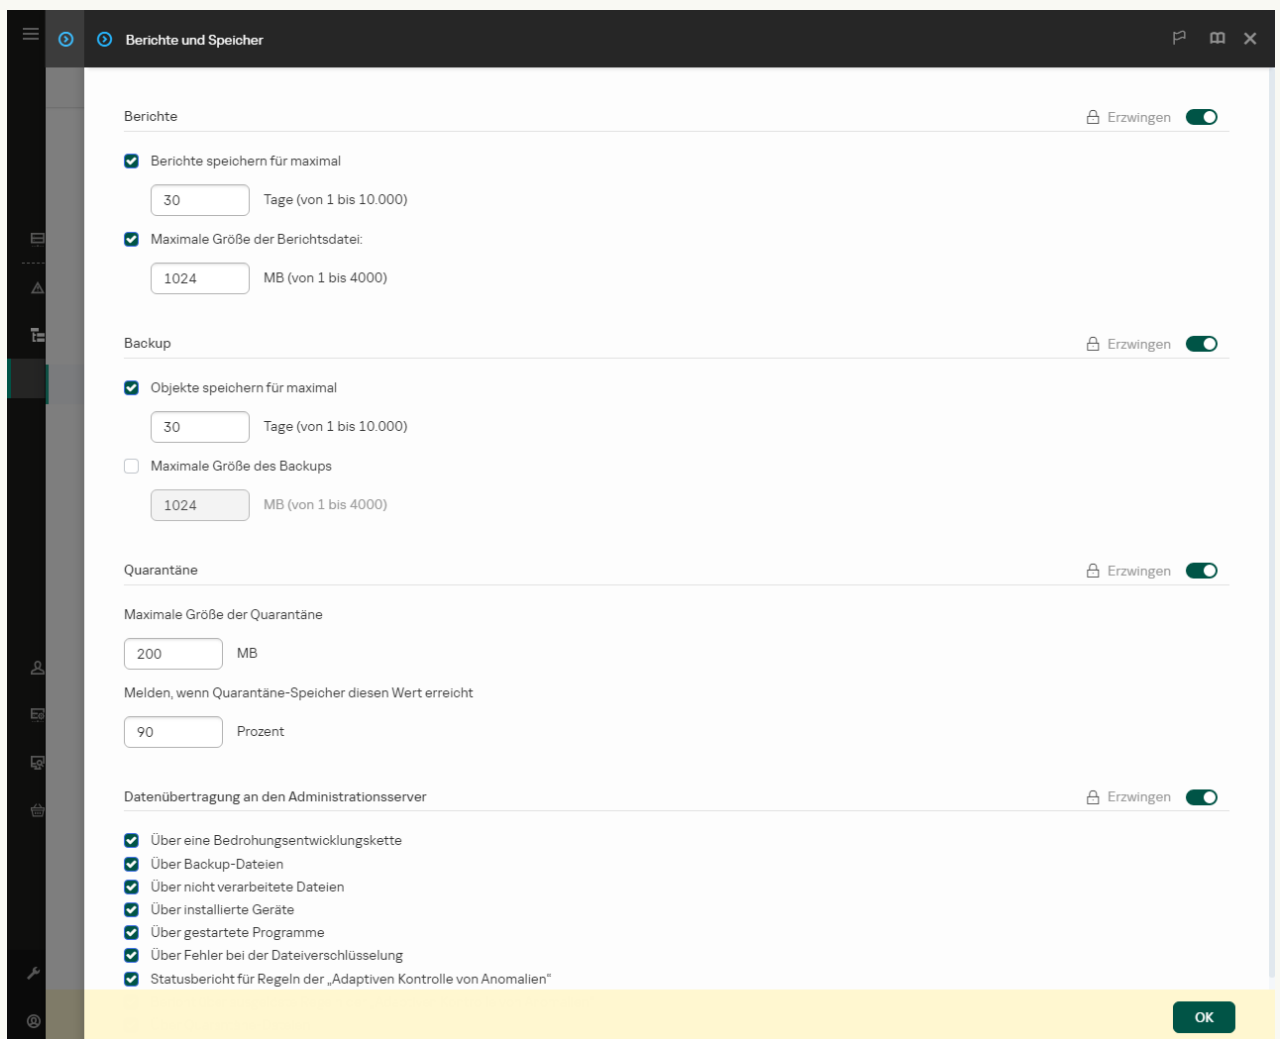 Berichte und Speicher
Berichte
Erzwingen
Berichte speichern für maximal
30 Tage (von 1 bis 10.000)
Maximale Größe der Berichtsdatei:
1024 MB (von 1 bis 4000)
Backup
Erzwingen
Objekte speichern für maximal
30 Tage (von 1 bis 10.000)
Maximale Größe des Backups
1024 MB (von 1 bis 4000)
Quarantäne
Erzwingen
Maximale Größe der Quarantäne
200 MB
Melden, wenn Quarantäne-Speicher diesen Wert erreicht
90 Prozent
Datenübertragung an den Administrationsserver
Erzwingen
Über eine Bedrohungsentwicklungskette
Über Backup-Dateien
Über nicht verarbeitete Dateien
Über installierte Geräte
Über gestartete Programme
Über Fehler bei der Dateiverschlüsselung
Statusbericht für Regeln der „Adaptiven Kontrolle von Anomalien“
OK